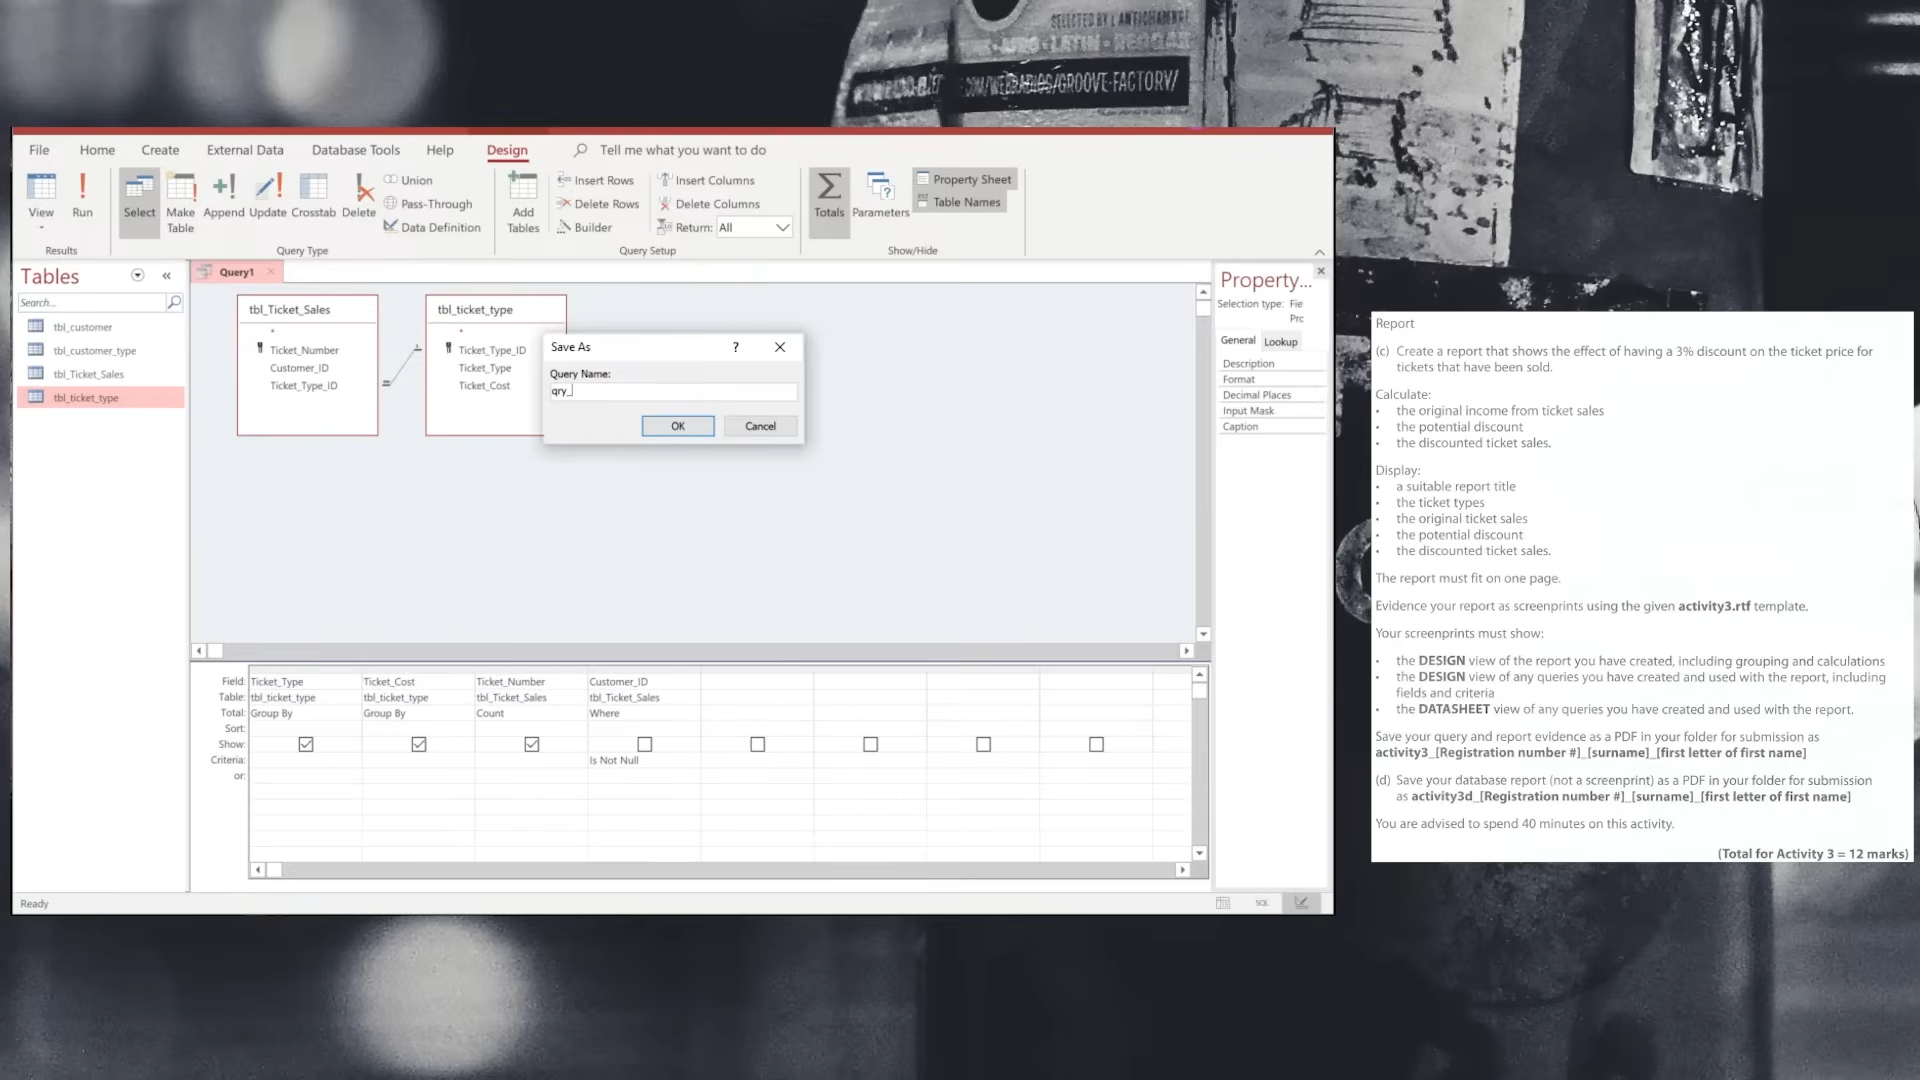 SELECTED BY L'ANTICHAMBRE
AFRO-LATIN-REGGAE
.COM/WEBRADIOS/GROOVE-FACTORY/
File Home Create External Data Database Tools Help Design Tell me what you want to do
View
Run
Select
Make Table
Append
Update
Crosstab
Delete
Union
Pass-Through
Data Definition
Add Tables
Insert Rows
Delete Rows
Builder
Insert Columns
Delete Columns
Return: All
Totals
Parameters
Property Sheet
Table Names
Results Query Type Query Setup Show/Hide
Tables
Search...
tbl_customer
tbl_customer_type
tbl_Ticket_Sales
tbl_ticket_type
Query1
tbl_Ticket_Sales
*
Ticket_Number
Customer_ID
Ticket_Type_ID
tbl_ticket_type
*
Ticket_Type_ID
Ticket_Type
Ticket_Cost
Save As ?
Query Name:
qry_
OK Cancel
Property...
Selection type: Fie
Prc
General Lookup
Description
Format
Decimal Places
Input Mask
Caption
Field: Ticket_Type Ticket_Cost Ticket_Number Customer_ID
Table: tbl_ticket_type tbl_ticket_type tbl_Ticket_Sales tbl_Ticket_Sales
Total: Group By Group By Count Where
Sort:
Show:
Criteria: Is Not Null
or:
Ready SQL
Report
(c) Create a report that shows the effect of having a 3% discount on the ticket price for
tickets that have been sold.
Calculate:
• the original income from ticket sales
• the potential discount
• the discounted ticket sales.
Display:
• a suitable report title
• the ticket types
• the original ticket sales
• the potential discount
• the discounted ticket sales.
The report must fit on one page.
Evidence your report as screenprints using the given activity3.rtf template.
Your screenprints must show:
• the DESIGN view of the report you have created, including grouping and calculations
• the DESIGN view of any queries you have created and used with the report, including
fields and criteria
• the DATASHEET view of any queries you have created and used with the report.
Save your query and report evidence as a PDF in your folder for submission as
activity3_[Registration number #]_[surname]_[first letter of first name]
(d) Save your database report (not a screenprint) as a PDF in your folder for submission
as activity3d_[Registration number #]_[surname]_[first letter of first name]
You are advised to spend 40 minutes on this activity.
(Total for Activity 3 = 12 marks)